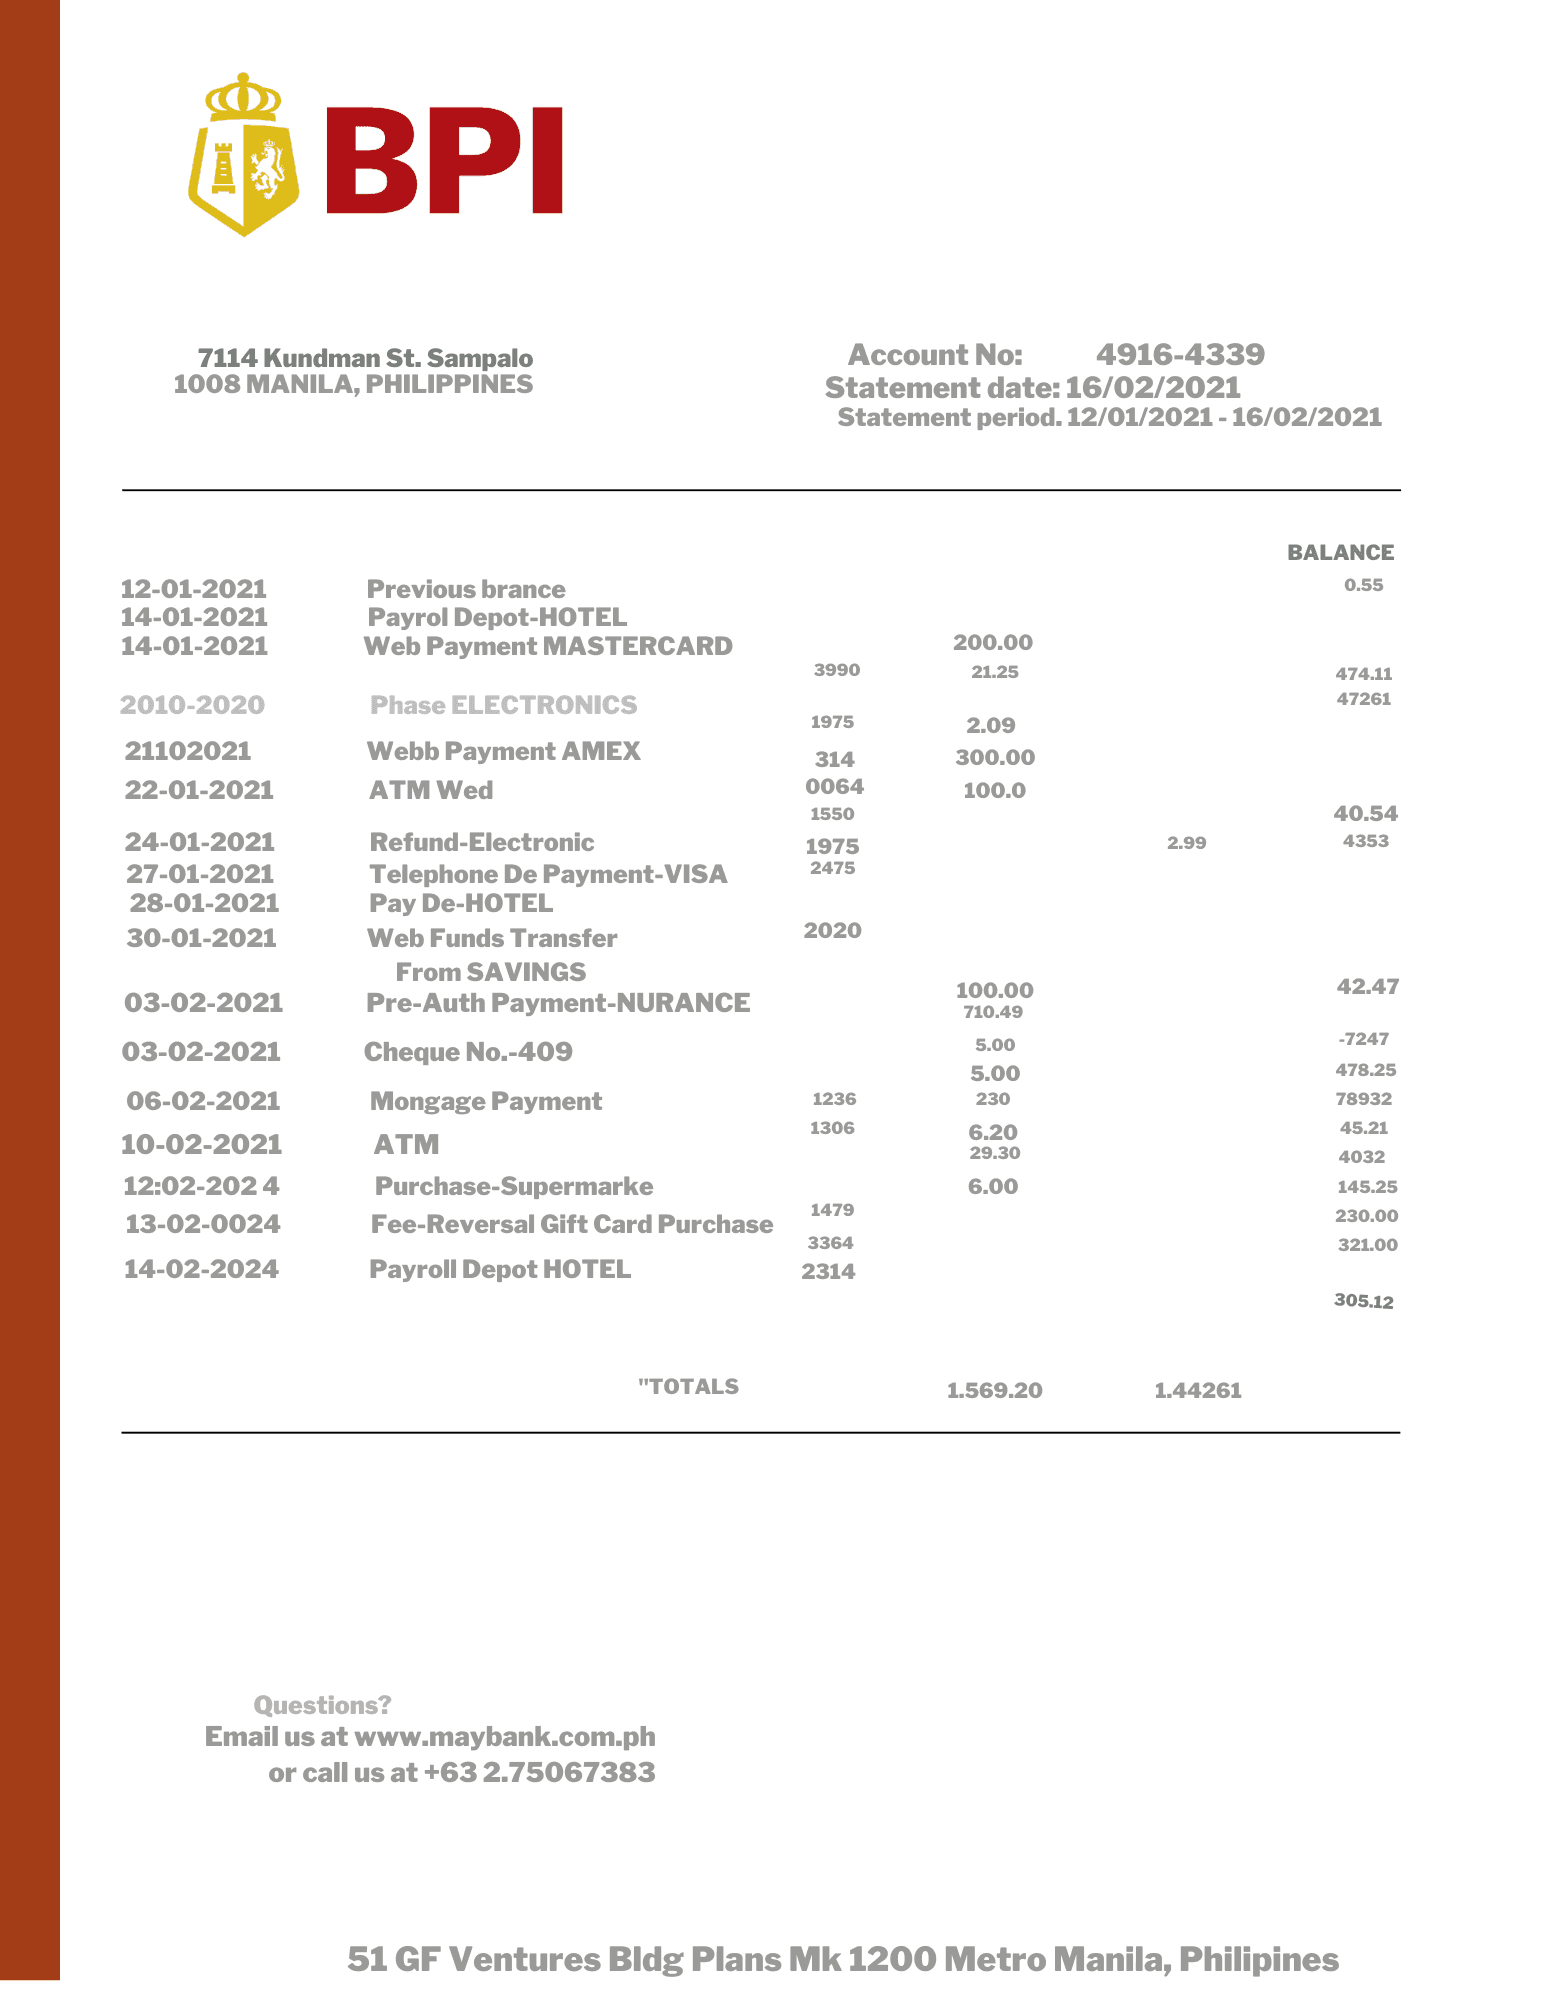 BPI
7114 Kundman St. Sampalo
1008 MANILA, PHILIPPINES
Account No: 4916-4339
Statement date: 16/02/2021
Statement period. 12/01/2021 - 16/02/2021
BALANCE
12-01-2021 Previous brance 0.55
14-01-2021 Payrol Depot-HOTEL
14-01-2021 Web Payment MASTERCARD 200.00
3990 21.25 474.11
2010-2020 Phase ELECTRONICS 47261
1975 2.09
21102021 Webb Payment AMEX 314 300.00
22-01-2021 ATM Wed 0064 100.0
1550 40.54
24-01-2021 Refund-Electronic 1975 2.99 4353
27-01-2021 Telephone De Payment-VISA 2475
28-01-2021 Pay De-HOTEL
30-01-2021 Web Funds Transfer 2020
From SAVINGS 100.00 42.47
03-02-2021 Pre-Auth Payment-NURANCE 710.49
03-02-2021 Cheque No.-409 5.00 -7247
5.00 478.25
06-02-2021 Mongage Payment 1236 230 78932
10-02-2021 ATM 1306 6.20 45.21
29.30 4032
12:02-202 4 Purchase-Supermarke 6.00 145.25
13-02-0024 Fee-Reversal Gift Card Purchase 1479 230.00
3364 321.00
14-02-2024 Payroll Depot HOTEL 2314
305.12
"TOTALS 1.569.20 1.44261
Questions?
Email us at www.maybank.com.ph
or call us at +63 2.75067383
51 GF Ventures Bldg Plans Mk 1200 Metro Manila, Philipines